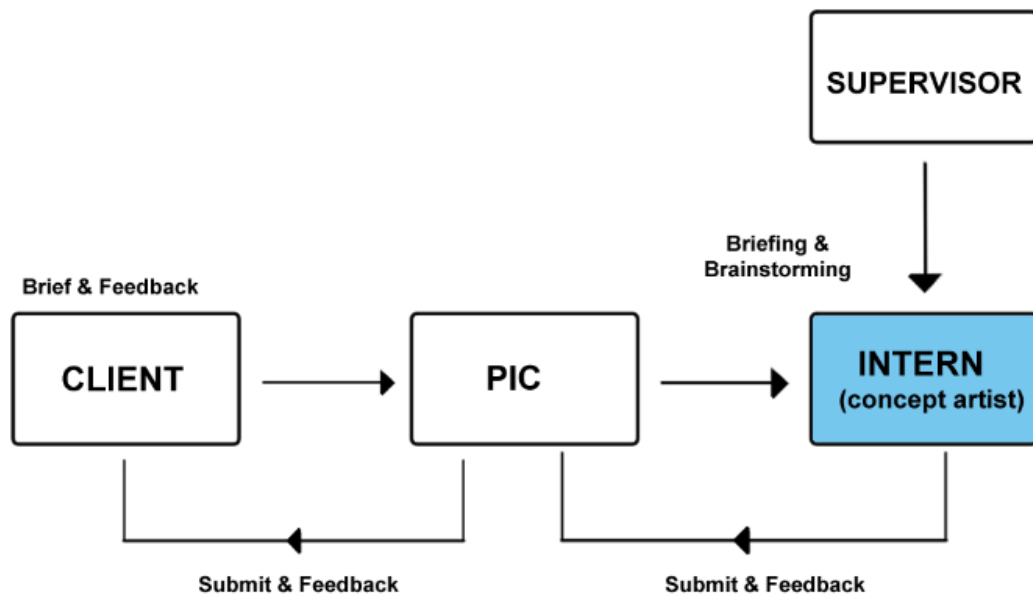 SUPERVISOR
Briefing &
Brainstorming
Brief & Feedback
CLIENT
PIC
INTERN
(concept artist)
Submit & Feedback
Submit & Feedback